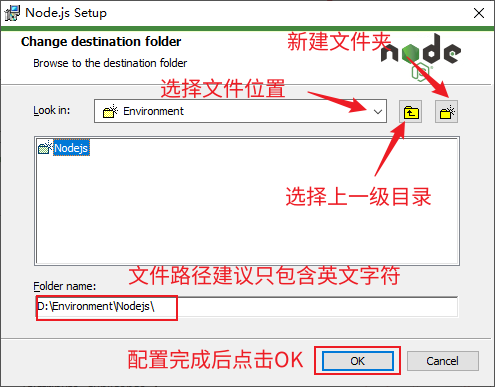 Node.js Setup
Change destination folder
新建文件夹
Browse to the destination folder
node
JS
选择文件位置
Look in:
Environment
Nodejs
选择上一级目录
文件路径建议只包含英文字符
Folder name:
D:\Environment\Nodejs\
配置完成后点击OK
OK
Cancel